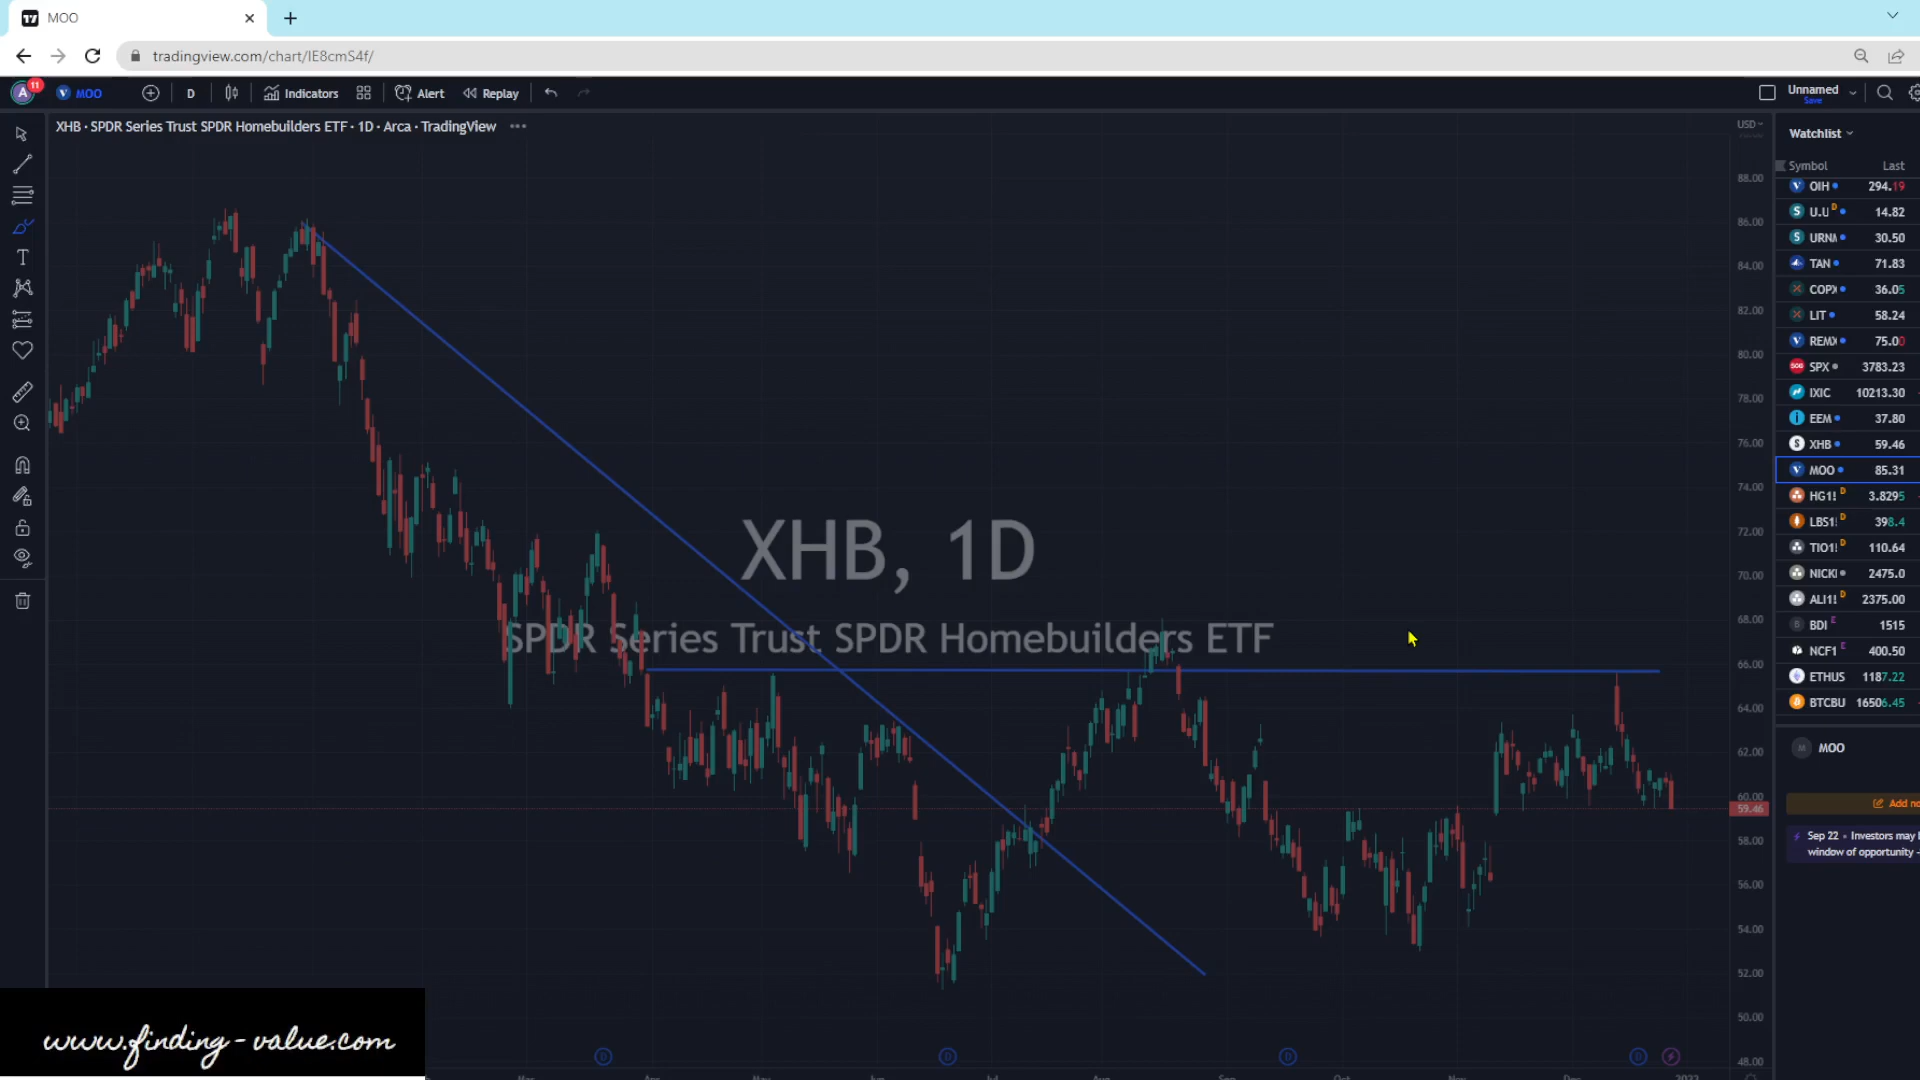 MOO
tradingview.com/chart/IE8cmS4f/
A 11 MOO D Indicators Alert Replay Unnamed
Save
XHB · SPDR Series Trust SPDR Homebuilders ETF · 1D · Arca · TradingView
USD
Watchlist
Symbol Last
OIH 294.19
U.U D 14.82
URNM 30.50
TAN 71.83
COPX 36.05
LIT 58.24
REMX 75.00
SPX 3783.23
IXIC 10213.30
EEM 37.80
XHB 59.46
MOO 85.31
HG1! D 3.8295
LBS1! D 398.4
TIO1! D 110.64
NICKI 2475.0
ALI1! D 2375.00
BDI E 1515
NCF1 E 400.50
ETHUS 1187.22
BTCBU 16506.45
88.00
86.00
84.00
82.00
80.00
78.00
76.00
74.00
72.00
70.00
68.00
66.00
64.00
62.00
60.00
59.46
58.00
56.00
54.00
52.00
50.00
48.00
XHB, 1D
SPDR Series Trust SPDR Homebuilders ETF
M MOO
Add no
Sep 22 • Investors may
window of opportunity -
www.finding-value.com
D D D D